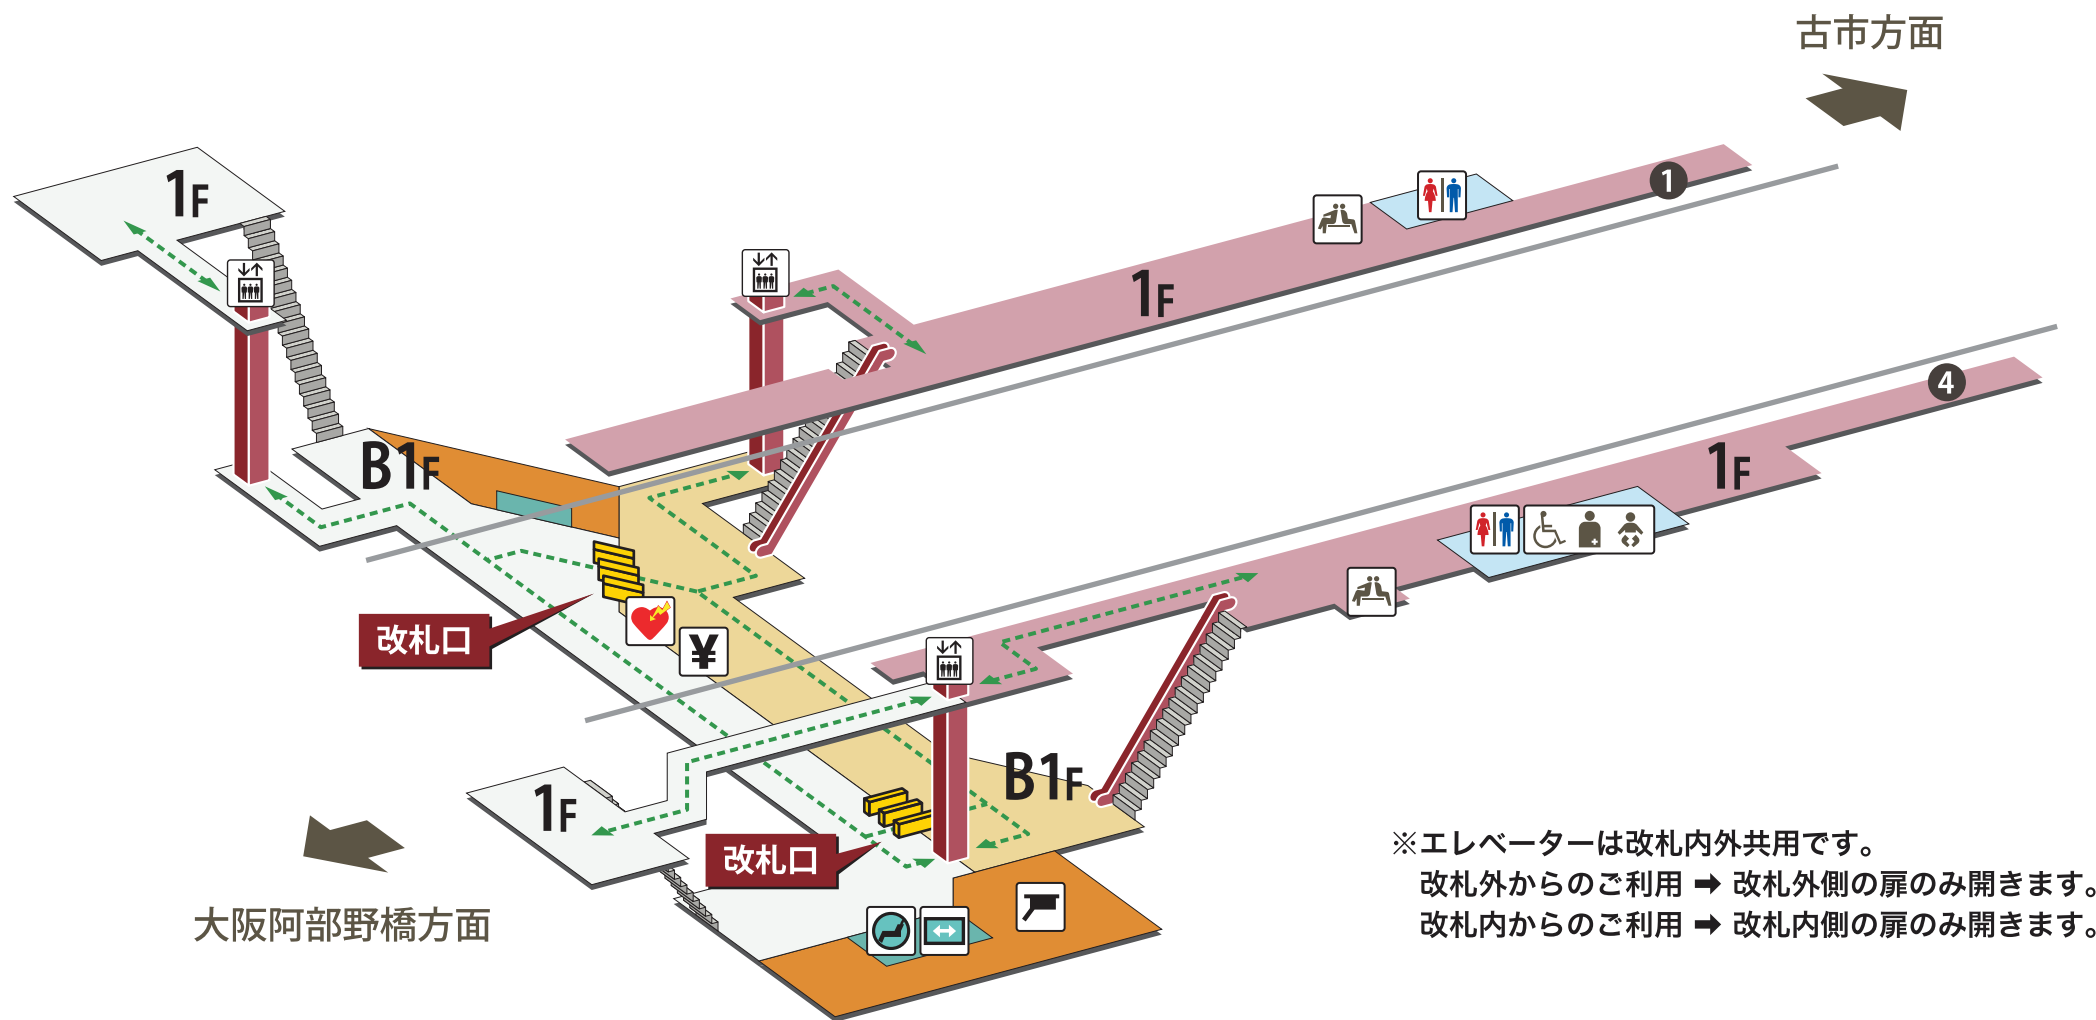 古市方面
1F
1
1F
4
1F
B1F
改札口
¥
B1F
1F
改札口
大阪阿部野橋方面
※エレベーターは改札内外共用です。
改札外からのご利用 ➡ 改札外側の扉のみ開きます。
改札内からのご利用 ➡ 改札内側の扉のみ開きます。